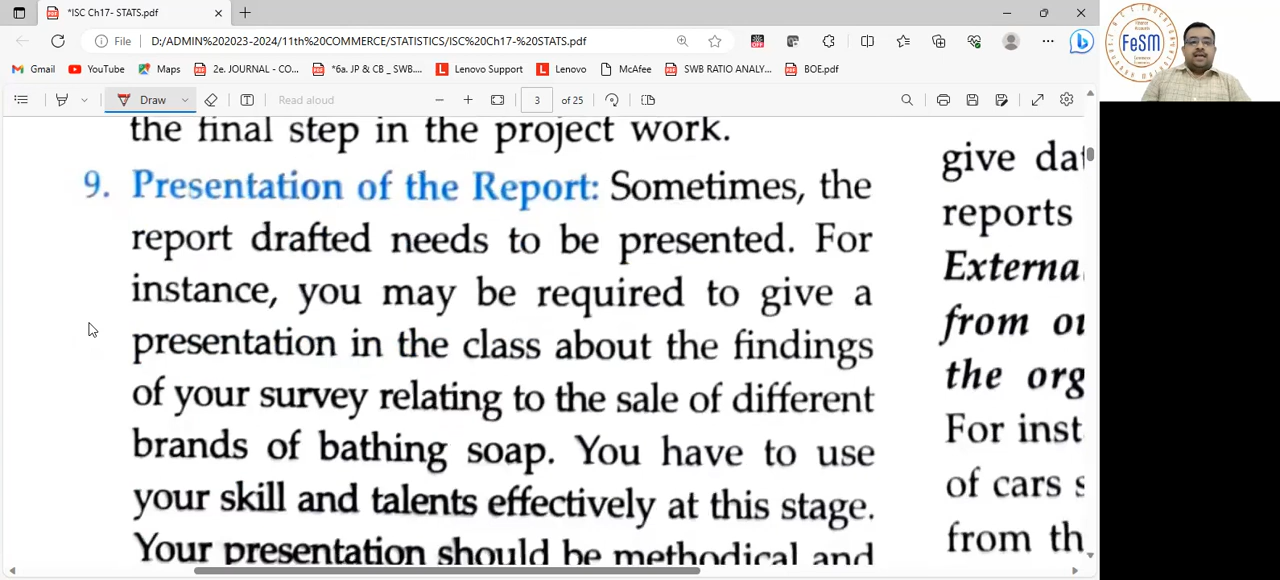 *ISC Ch17- STATS.pdf
File
D:/ADMIN%202023-2024/11th%20COMMERCE/STATISTIC/ISC%20Ch17-%20STATS.pdf
Gmail
YouTube
Maps
2e. JOURNAL - CO...
*6a. JP & CB _ SWB...
Lenovo Support
Lenovo
McAfee
SWB RATIO ANALY...
BOE.pdf
Draw
Read aloud
3
of 25
FeSM
the final step in the project work.
9. Presentation of the Report: Sometimes, the
report drafted needs to be presented. For
instance, you may be required to give a
presentation in the class about the findings
of your survey relating to the sale of different
brands of bathing soap. You have to use
your skill and talents effectively at this stage.
Your presentation should be methodical and
give dat
reports
Externa
from ou
the org
For inst
of cars s
from th